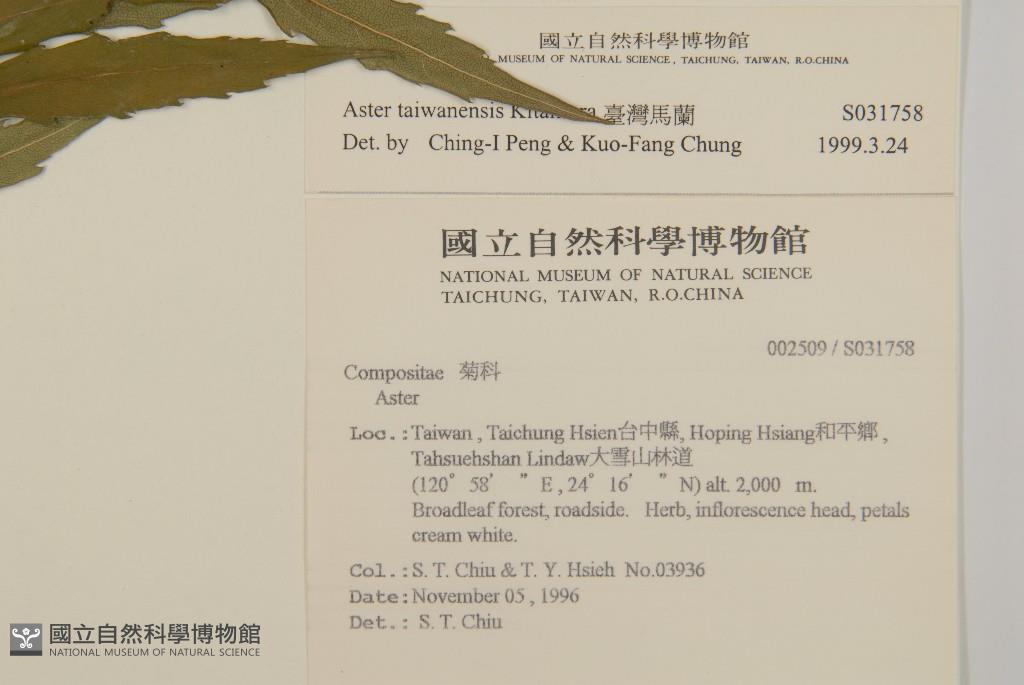 國立自然科學博物館
MUSEUM OF NATURAL SCIENCE, TAICHUNG, TAIWAN, R.O.CHINA
Aster taiwanensis 臺灣馬蘭 S031758
Det. by Ching-I Peng & Kuo-Fang Chung 1999.3.24
國立自然科學博物館
NATIONAL MUSEUM OF NATURAL SCIENCE
TAICHUNG, TAIWAN, R.O.CHINA
002509 / S031758
Compositae 菊科
Aster
Loc.: Taiwan , Taichung Hsien台中縣, Hoping Hsiang和平鄉 ,
Tahsuehshan Lindaw大雪山林道
(120° 58′ ″ E , 24° 16′ ″ N) alt. 2,000 m.
Broadleaf forest, roadside. Herb, inflorescence head, petals
cream white.
Col.: S. T. Chiu & T. Y. Hsieh No.03936
Date: November 05 , 1996
Det.: S. T. Chiu
國立自然科學博物館
NATIONAL MUSEUM OF NATURAL SCIENCE